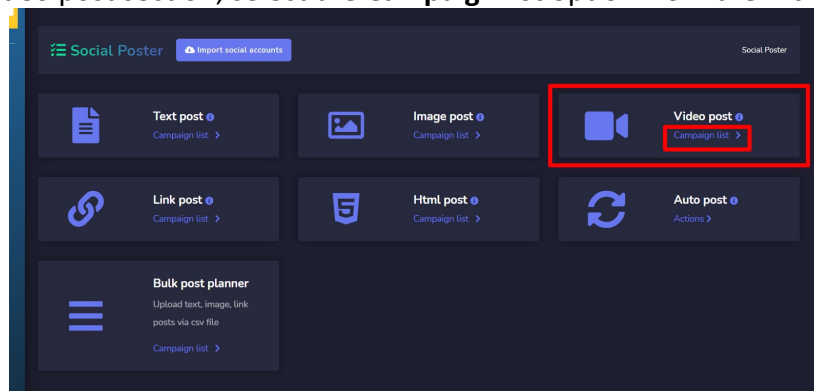 Social Poster
Import social accounts
Social Poster
Text post
Campaign list >
Image post
Campaign list >
Video post
Campaign list >
Link post
Campaign list >
Html post
Campaign list >
Auto post
Actions >
Bulk post planner
Upload text, image, link
posts via csv file
Campaign list >